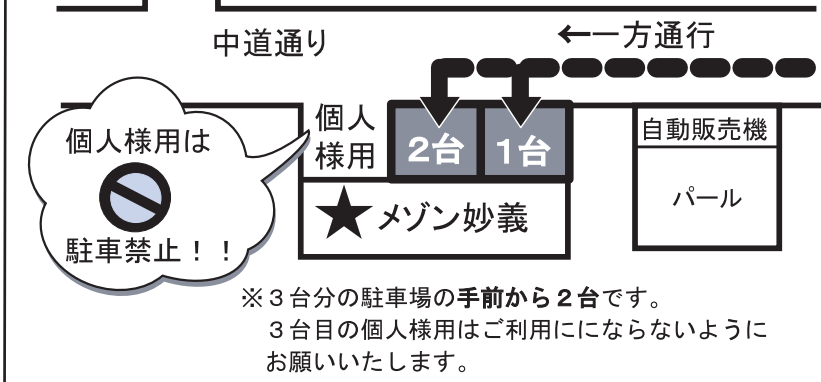 中道通り
←一方通行
個人様用は
駐車禁止！！
個人
様用
2台
1台
自動販売機
パール
★メゾン妙義
※３台分の駐車場の手前から２台です。
３台目の個人様用はご利用ににならないように
お願いいたします。